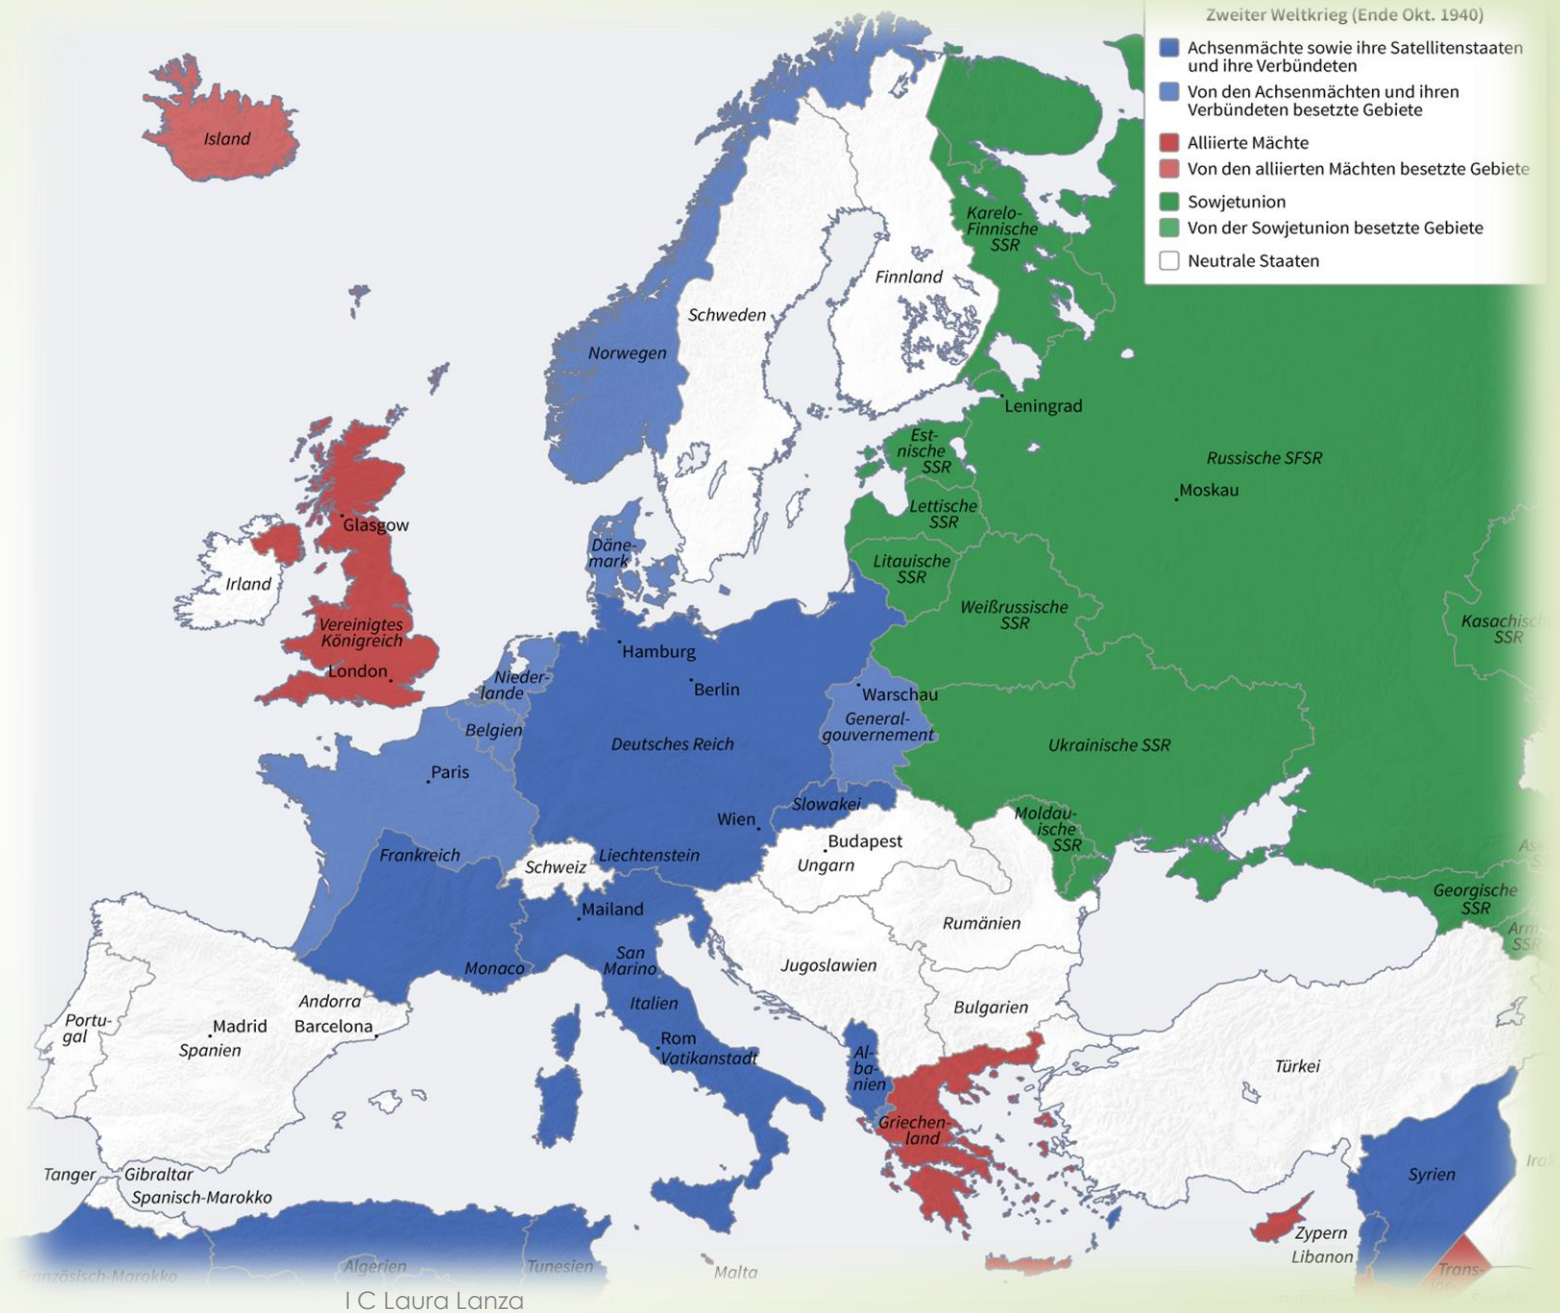 Zweiter Weltkrieg (Ende Okt. 1940)
Achsenmächte sowie ihre Satellitenstaaten
und ihre Verbündeten
Von den Achsenmächten und ihren
Verbündeten besetzte Gebiete
Alliierte Mächte
Von den alliierten Mächten besetzte Gebiete
Sowjetunion
Von der Sowjetunion besetzte Gebiete
Neutrale Staaten
Island
Karelo-
Finnische
SSR
Finnland
Schweden
Norwegen
Leningrad
Est-
nische
SSR
Russische SFSR
Moskau
Lettische
SSR
Glasgow
Däne-
mark
Litauische
SSR
Irland
Weißrussische
SSR
Kasachisch
SSR
Vereinigtes
Königreich
London
Hamburg
Berlin
Nieder-
lande
Warschau
General-
gouvernement
Belgien
Deutsches Reich
Ukrainische SSR
Paris
Slowakei
Wien
Moldau-
ische
SSR
Budapest
Ungarn
Frankreich
Schweiz
Liechtenstein
Georgische
SSR
Mailand
Rumänien
Arm.
SSR
San
Marino
Monaco
Jugoslawien
Andorra
Italien
Bulgarien
Portu-
gal
Madrid
Barcelona
Spanien
Rom
Vatikanstadt
Al-
ba-
nien
Türkei
Griechen-
land
Tanger
Gibraltar
Spanisch-Marokko
Syrien
Zypern
Libanon
Französisch-Marokko
Algerien
Tunesien
Malta
Trans-
I C Laura Lanza